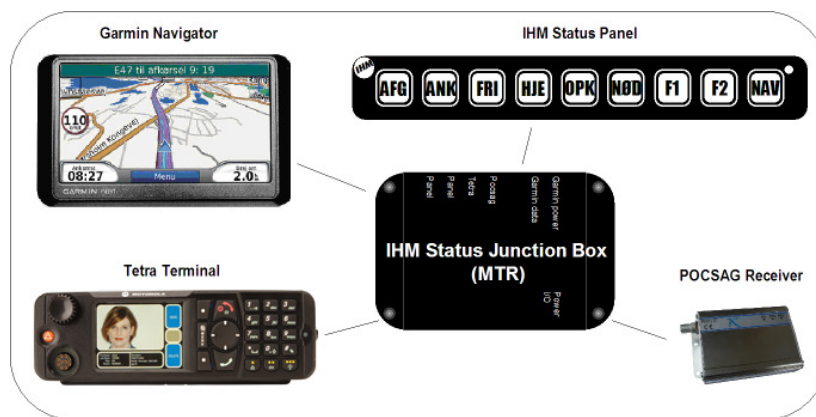 Garmin Navigator
IHM Status Panel
E47 til afkørsel 9: 19
110
08:27
Menu
2.0
GARMIN
IHM
AFG
ANK
FRI
HJE
OPK
NØD
F1
F2
NAV
Panel
Panel
Tetra
Pocsag
Garmin data
Garmin power
IHM Status Junction Box
(MTR)
Power
I/O
Tetra Terminal
MOTOROLA
POCSAG Receiver